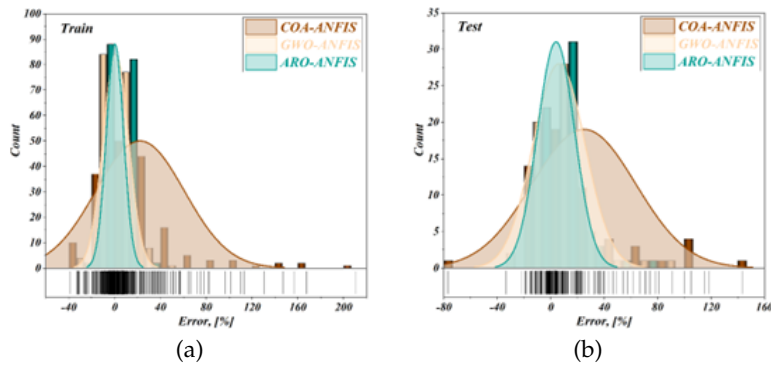 Train
COA-ANFIS
GWO-ANFIS
ARO-ANFIS
100
90
80
70
60
50
40
30
20
10
0
Count
-40 0 40 80 120 160 200
Error, [%]
(a)
Test
COA-ANFIS
GWO-ANFIS
ARO-ANFIS
35
30
25
20
15
10
5
0
Count
-80 -40 0 40 80 120 160
Error, [%]
(b)